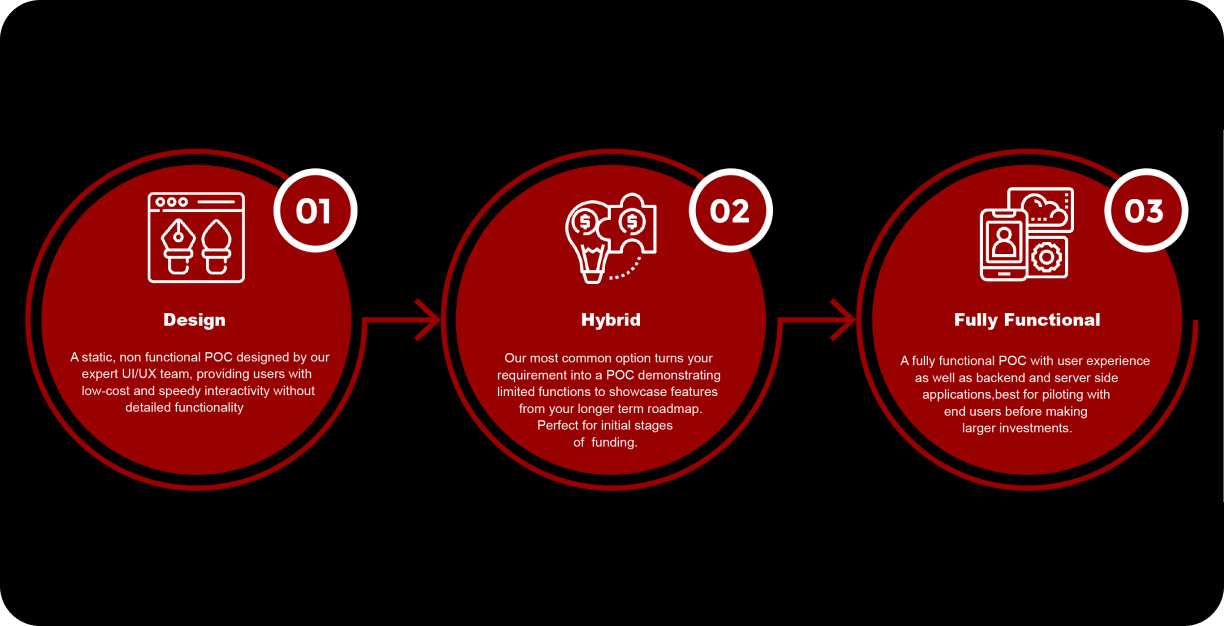 01
Design
A static, non functional POC designed by our
expert UI/UX team, providing users with
low-cost and speedy interactivity without
detailed functionality
02
Hybrid
Our most common option turns your
requirement into a POC demonstrating
limited functions to showcase features
from your longer term roadmap.
Perfect for initial stages
of funding.
03
Fully Functional
A fully functional POC with user experience
as well as backend and server side
applications,best for piloting with
end users before making
larger investments.